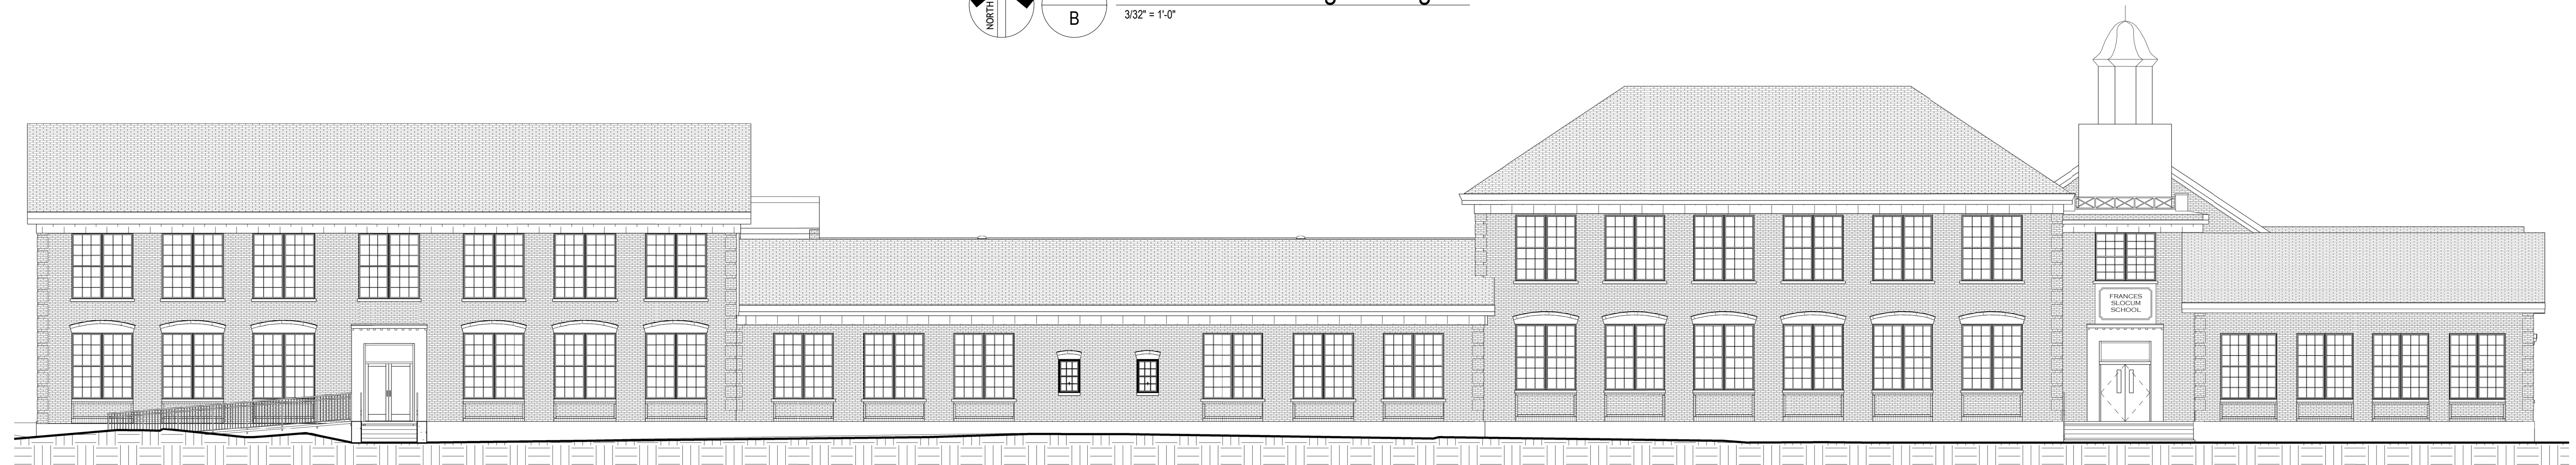 NORTH
B
3/32" = 1'-0"
FRANCES
SLOCUM
SCHOOL